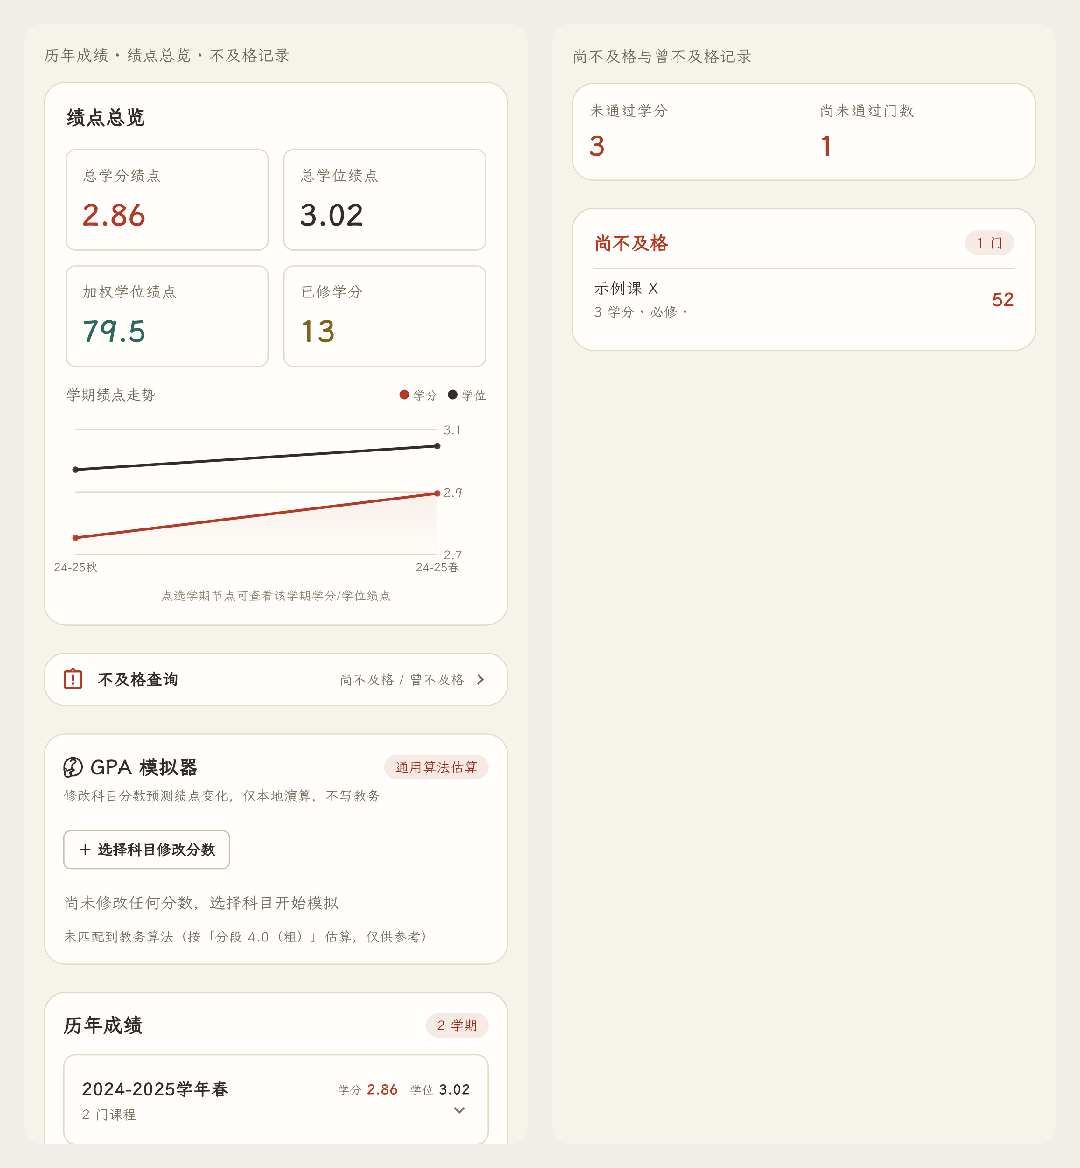 历年成绩·绩点总览·不及格记录
绩点总览
总学分绩点
2.86
总学位绩点
3.02
加权学位绩点
79.5
已修学分
13
学期绩点走势
学分 学位
3.1
2.9
2.7
24-25秋 24-25春
点选学期节点可查看该学期学分/学位绩点
不及格查询 尚不及格 / 曾不及格
GPA 模拟器 通用算法估算
修改科目分数预测绩点变化，仅本地演算，不写教务
+ 选择科目修改分数
尚未修改任何分数，选择科目开始模拟
未匹配到教务算法（按「分段 4.0（粗）」估算，仅供参考）
历年成绩 2 学期
2024-2025学年春 学分 2.86 学位 3.02
2 门课程
尚不及格与曾不及格记录
未通过学分
3
尚未通过门数
1
尚不及格 1 门
示例课 X
3 学分·必修·
52